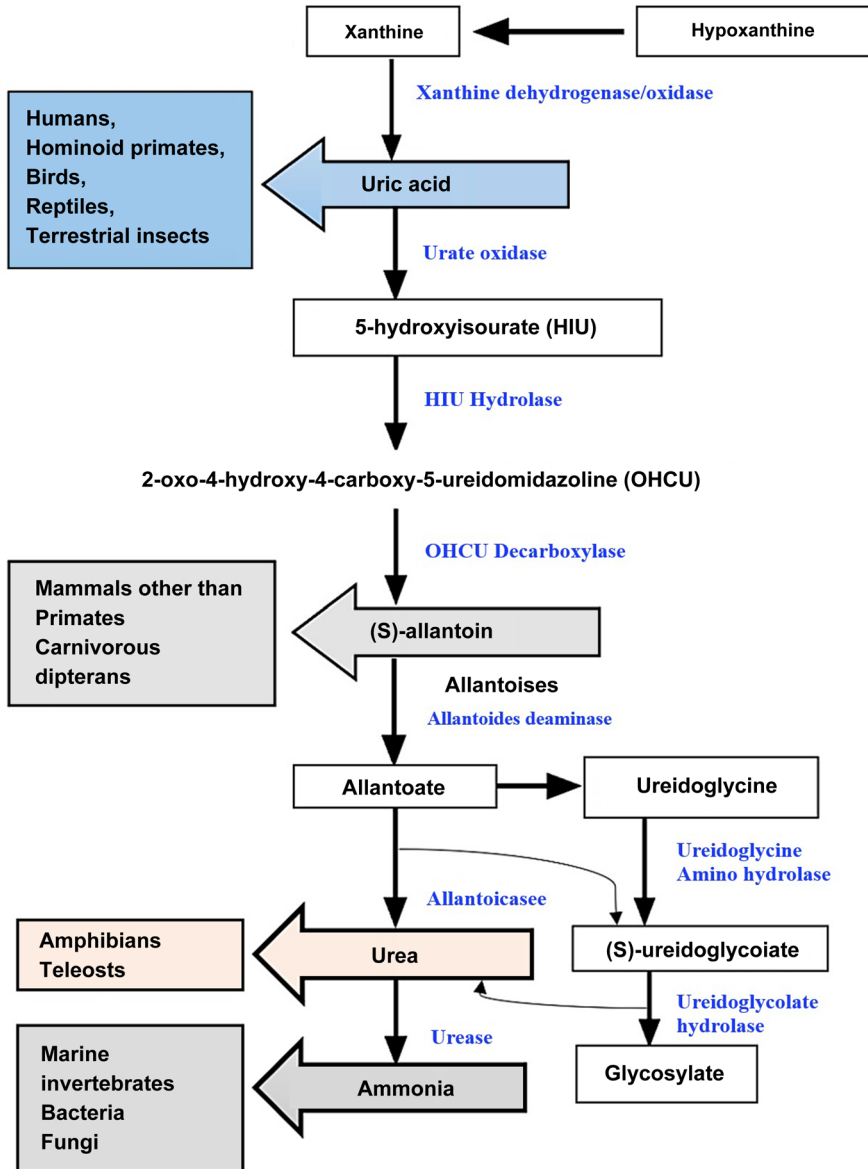 Xanthine
Hypoxanthine
Xanthine dehydrogenase/oxidase
Humans,
Hominoid primates,
Birds,
Reptiles,
Terrestrial insects
Uric acid
Urate oxidase
5-hydroxyisourate (HIU)
HIU Hydrolase
2-oxo-4-hydroxy-4-carboxy-5-ureidomidazoline (OHCU)
OHCU Decarboxylase
Mammals other than
Primates
Carnivorous
dipterans
(S)-allantoin
Allantoises
Allantoides deaminase
Allantoate
Ureidoglycine
Ureidoglycine
Amino hydrolase
Allantoicasee
Amphibians
Teleosts
Urea
(S)-ureidoglycoiate
Ureidoglycolate
hydrolase
Urease
Marine
invertebrates
Bacteria
Fungi
Ammonia
Glycosylate